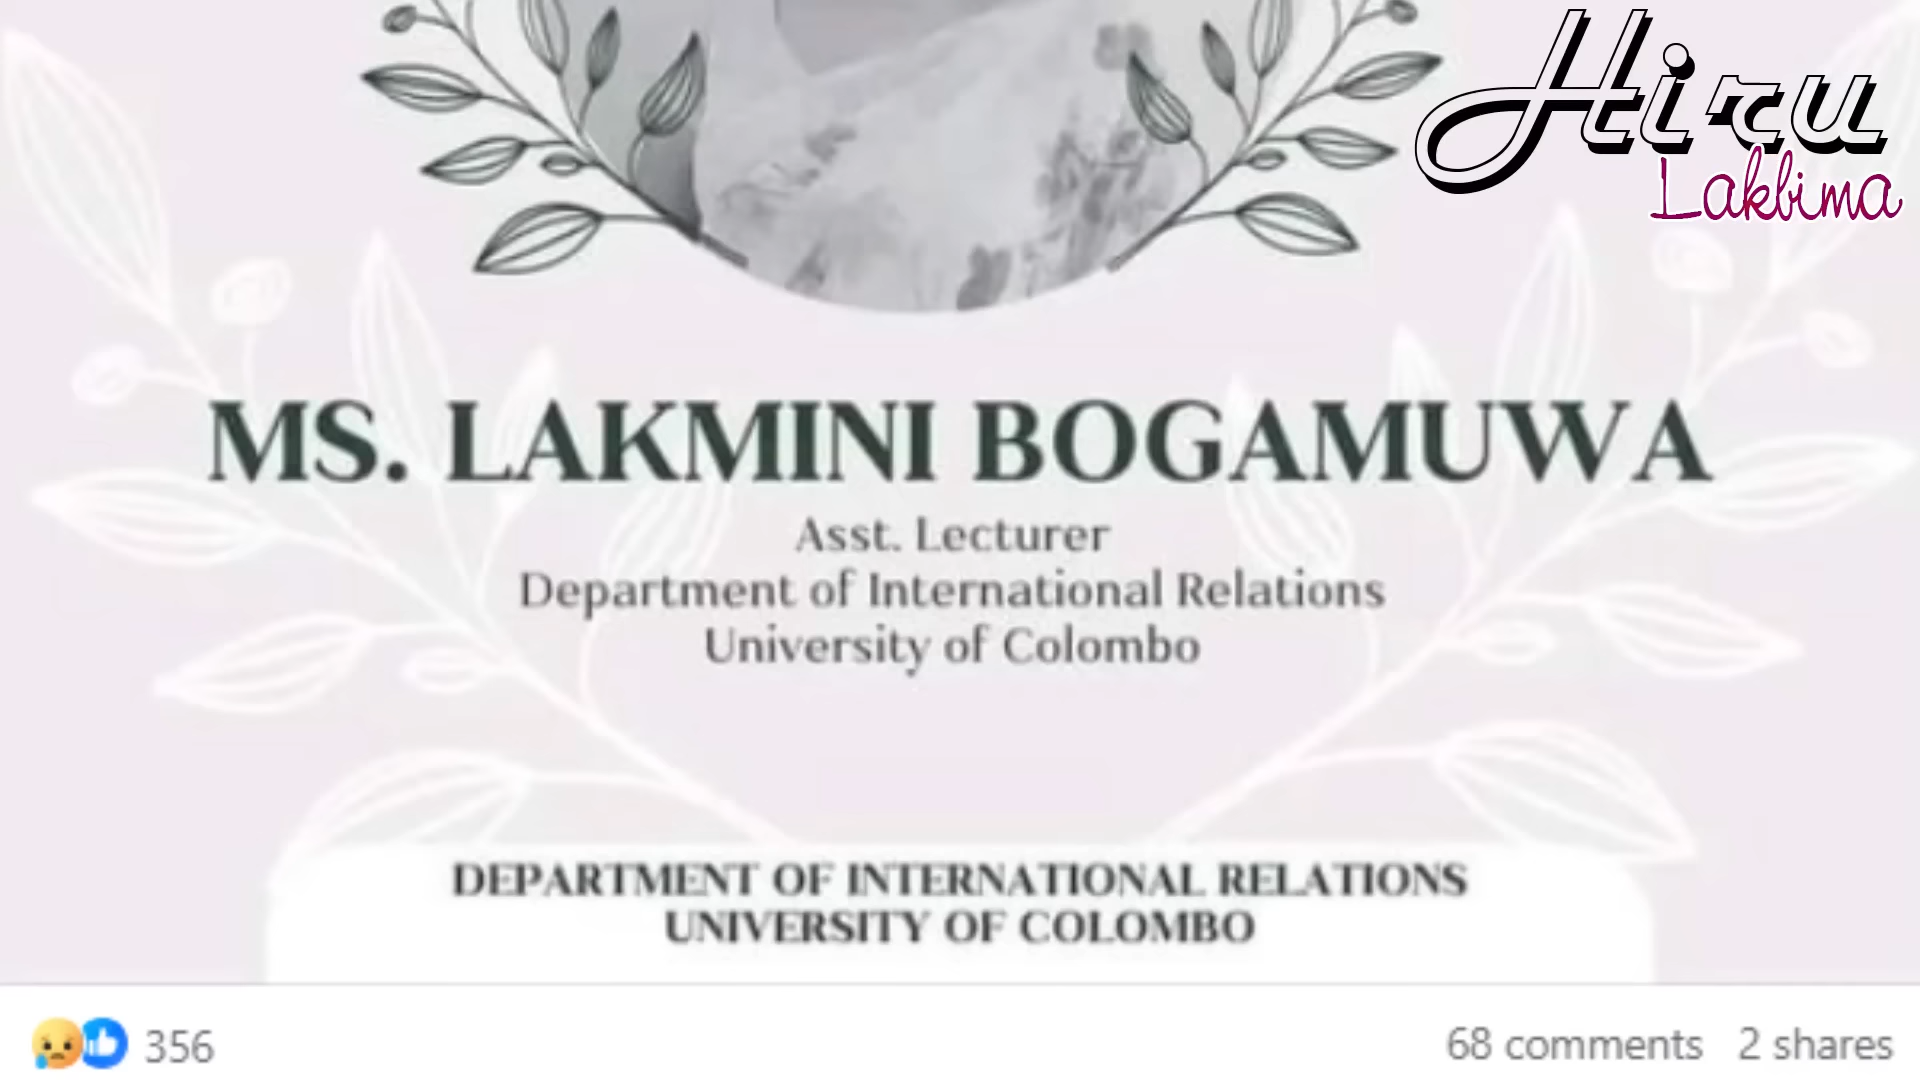 Hiru
Lakbima
MS. LAKMINI BOGAMUWA
Asst. Lecturer
Department of International Relations
University of Colombo
DEPARTMENT OF INTERNATIONAL RELATIONS
UNIVERSITY OF COLOMBO
356
68 comments 2 shares